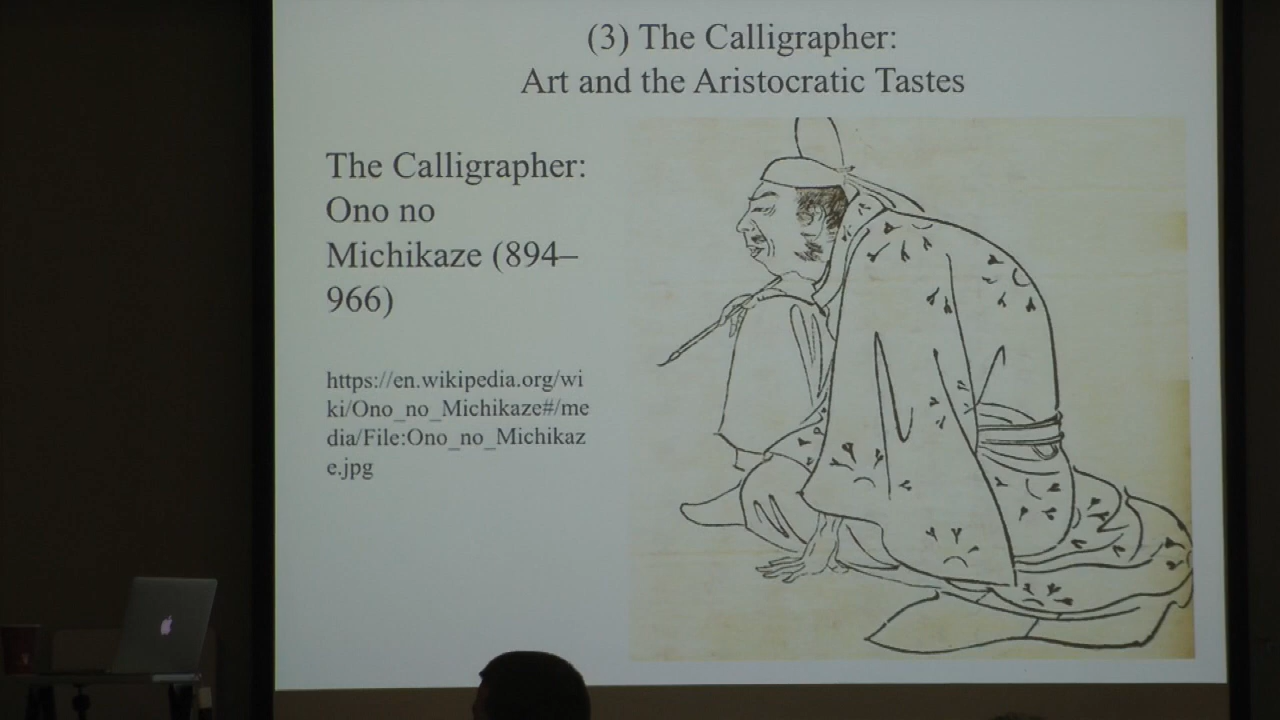 (3) The Calligrapher:
Art and the Aristocratic Tastes
The Calligrapher:
Ono no
Michikaze (894–
966)
https://en.wikipedia.org/wi
ki/Ono_no_Michikaze#/me
dia/File:Ono_no_Michikaz
e.jpg